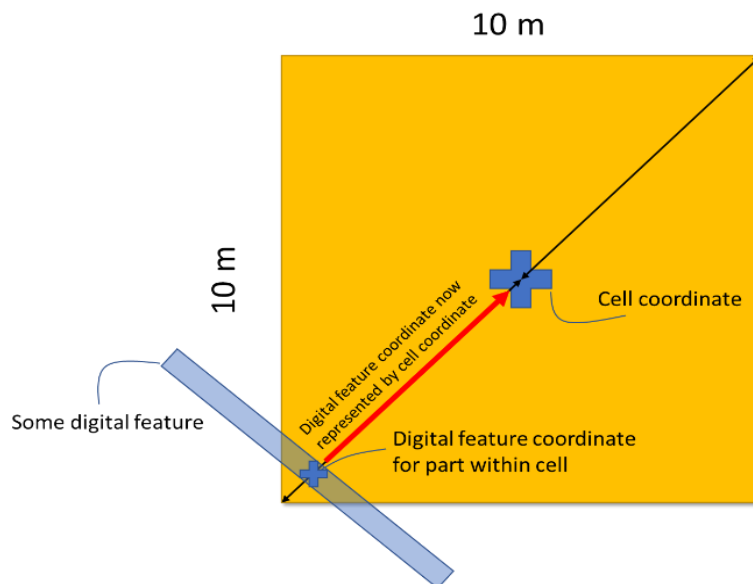 10 m
10 m
Digital feature coordinate now
represented by cell coordinate
Cell coordinate
Some digital feature
Digital feature coordinate
for part within cell